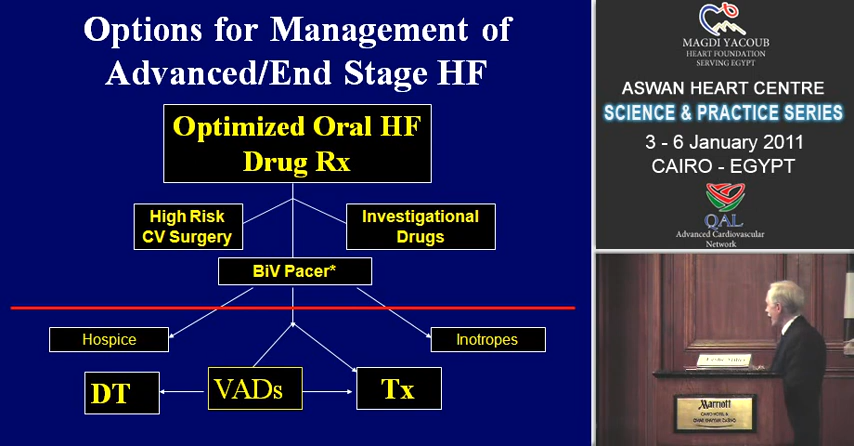 Options for Management of
Advanced/End Stage HF
Optimized Oral HF
Drug Rx
High Risk
CV Surgery
Investigational
Drugs
BiV Pacer*
Hospice
Inotropes
DT
VADs
Tx
MAGDI YACOUB
HEART FOUNDATION
SERVING EGYPT
ASWAN HEART CENTRE
SCIENCE & PRACTICE SERIES
3 - 6 January 2011
CAIRO - EGYPT
QAL
Advanced Cardiovascular
Network
Marriott